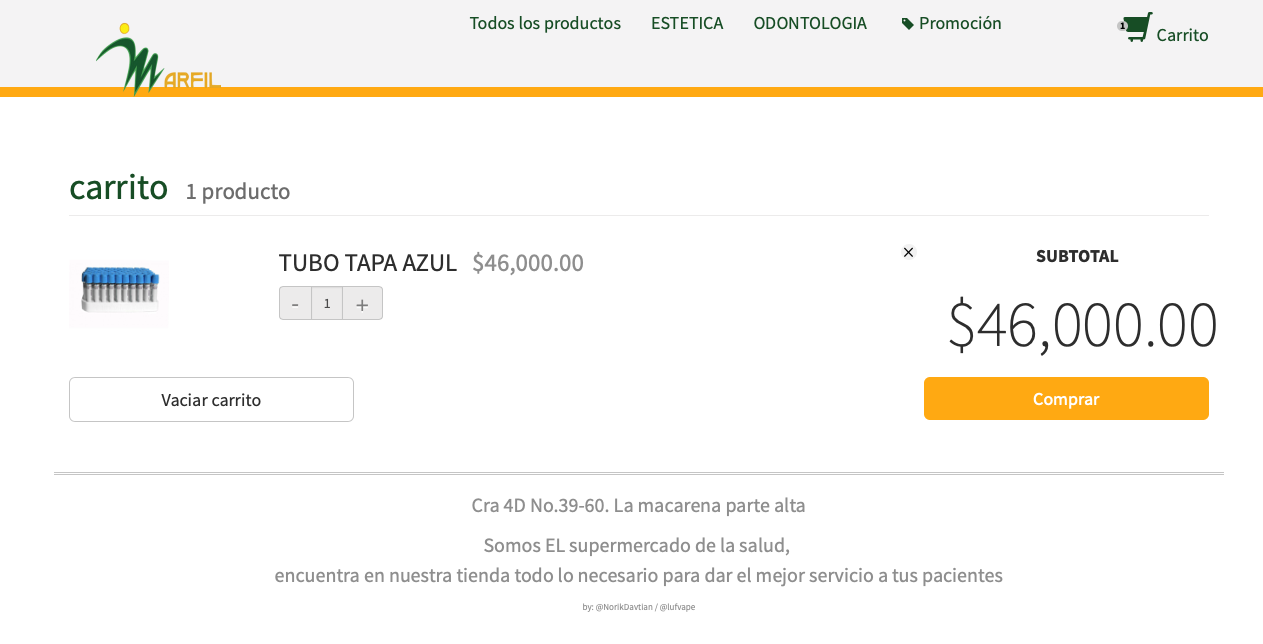 Todos los productos ESTETICA ODONTOLOGIA Promoción
1 Carrito
MARFIL
carrito 1 producto
TUBO TAPA AZUL $46,000.00
- 1 +
SUBTOTAL
$46,000.00
Vaciar carrito
Comprar
Cra 4D No.39-60. La macarena parte alta
Somos EL supermercado de la salud,
encuentra en nuestra tienda todo lo necesario para dar el mejor servicio a tus pacientes
by: @NorikDavtian / @lufvape